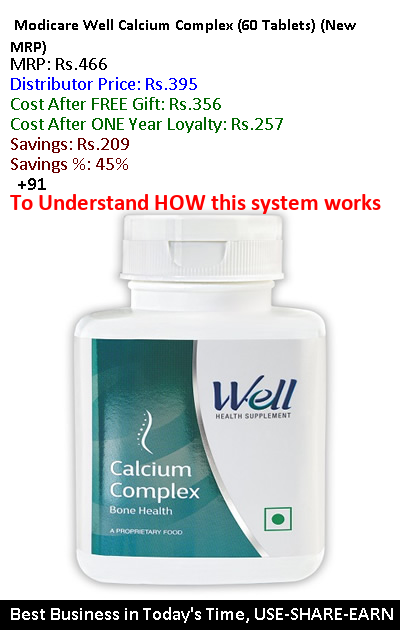 Modicare Well Calcium Complex (60 Tablets) (New
MRP)
MRP: Rs.466
Distributor Price: Rs.395
Cost After FREE Gift: Rs.356
Cost After ONE Year Loyalty: Rs.257
Savings: Rs.209
Savings %: 45%
+91
To Understand HOW this system works
Well
HEALTH SUPPLEMENT
Calcium
Complex
Bone Health
A PROPRIETARY FOOD
Best Business in Today's Time, USE-SHARE-EARN